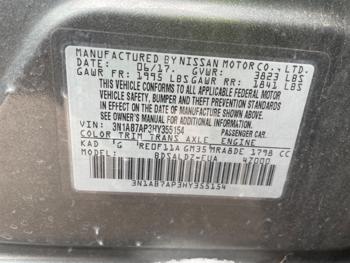 MANUFACTURED BY NISSAN MOTOR CO., LTD.
DATE: 06/17. GVWR: 3823 LBS
GAWR FR: 1995 LBS GAWR RR: 1841 LBS
THIS VEHICLE CONFORMS TO ALL APPLICABLE
FEDERAL MOTOR VEHICLE SAFETY, BUMPER,
AND THEFT PREVENTION STANDARDS IN EFFECT
ON THE DATE OF MANUFACTURE SHOWN ABOVE.
SEE OWNER'S MANUAL FOR
ADDITIONAL INFORMATION.
VIN: 3N1AB7AP3HY355154 PASSENGER CAR.
COLOR TRIM TRANS AXLE ENGINE
KAD G RE0F11A GM35 MRA8DE 1798 CC
MODEL: BDSALDZ-EUA 47000
3N1AB7AP3HY355154